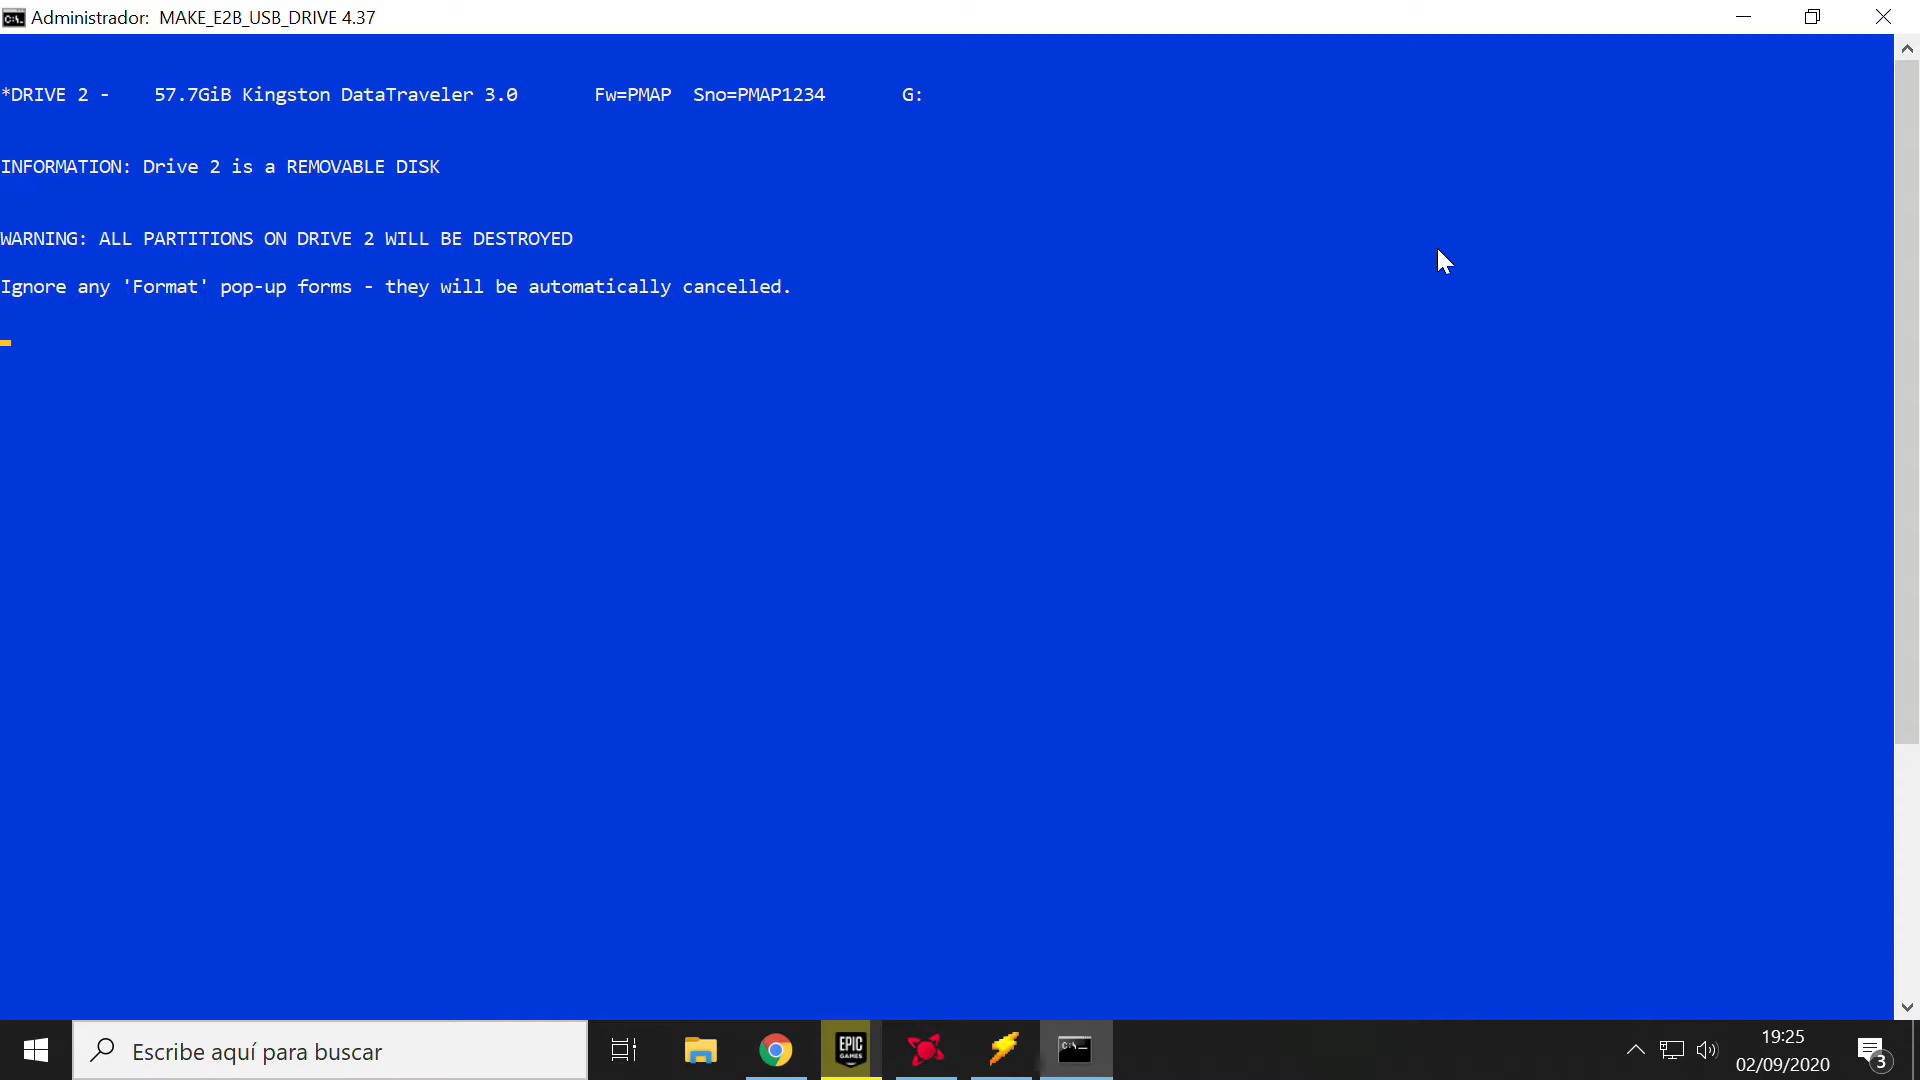 Administrador:  MAKE_E2B_USB_DRIVE 4.37
*DRIVE 2 -    57.7GiB Kingston DataTraveler 3.0       Fw=PMAP  Sno=PMAP1234       G:
INFORMATION: Drive 2 is a REMOVABLE DISK
WARNING: ALL PARTITIONS ON DRIVE 2 WILL BE DESTROYED
Ignore any 'Format' pop-up forms - they will be automatically cancelled.
Escribe aquí para buscar
EPIC
GAMES
C:\_
19:25
02/09/2020
3